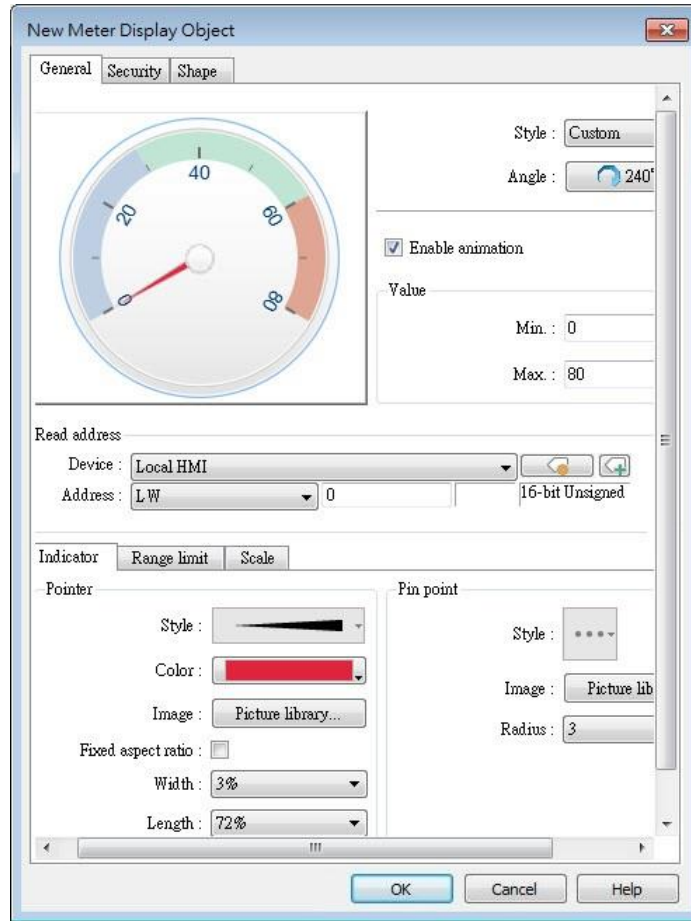 New Meter Display Object
General Security Shape
0 20 40 60 80
Style : Custom
Angle : 240°
Enable animation
Value
Min. : 0
Max. : 80
Read address
Device : Local HMI
Address : LW 0 16-bit Unsigned
Indicator Range limit Scale
Pointer
Style :
Color :
Image : Picture library...
Fixed aspect ratio :
Width : 3%
Length : 72%
Pin point
Style :
Image : Picture lib
Radius : 3
OK Cancel Help